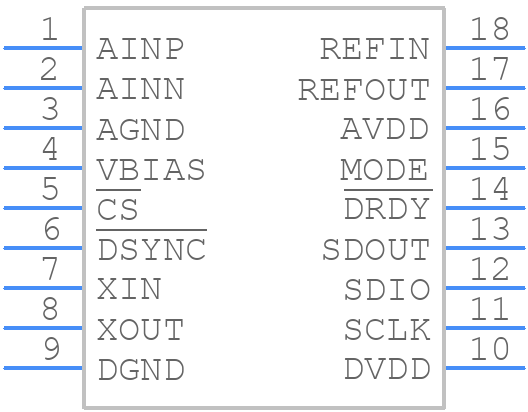 1 AINP REFIN 18
2 AINN REFOUT 17
3 AGND AVDD 16
4 VBIAS MODE 15
5 CS DRDY 14
6 DSYNC SDOUT 13
7 XIN SDIO 12
8 XOUT SCLK 11
9 DGND DVDD 10